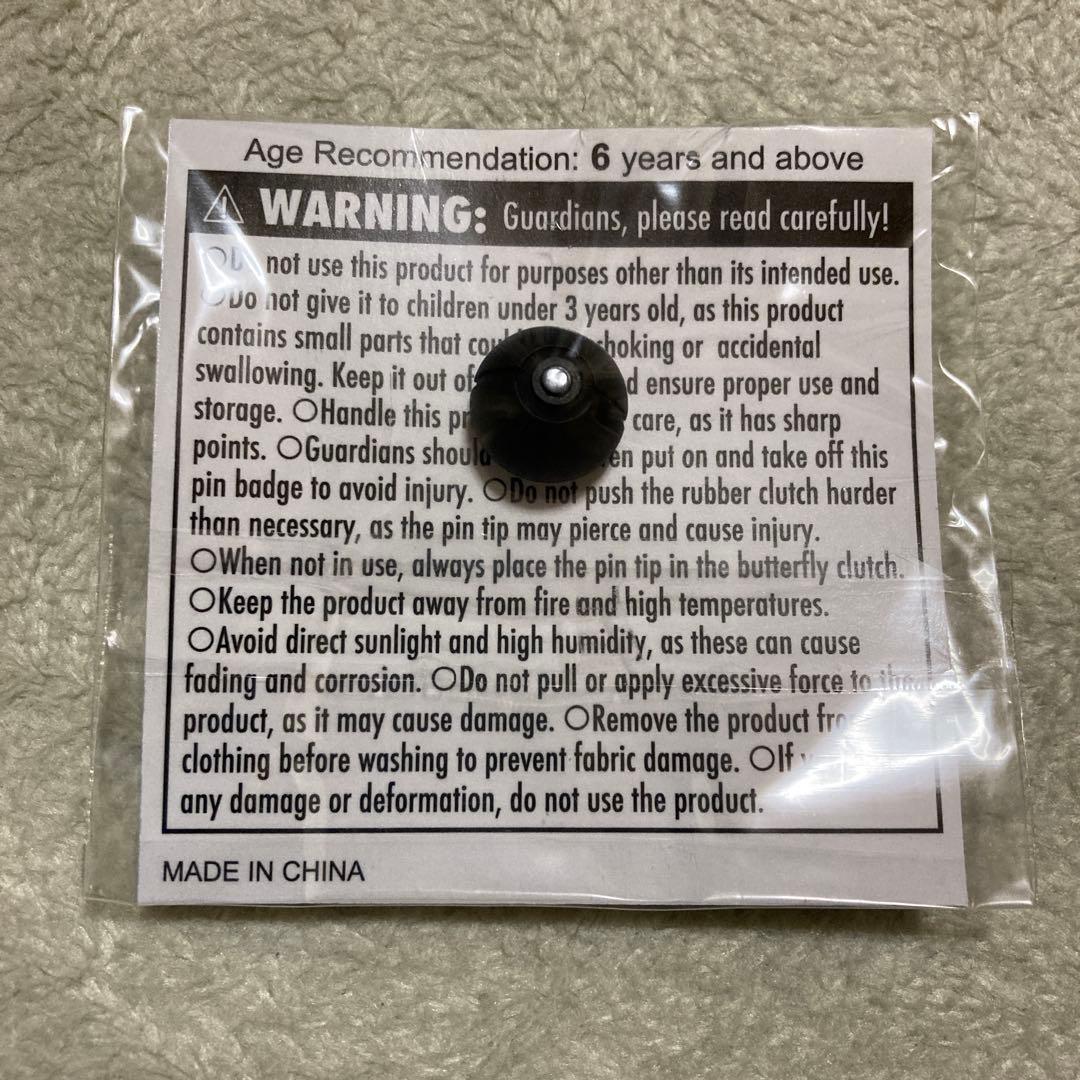 Age Recommendation: 6 years and above
WARNING: Guardians, please read carefully!
not use this product for purposes other than its intended use.
○Do not give it to children under 3 years old, as this product
contains small parts that choking or accidental
swallowing. Keep it out of ensure proper use and
storage. ○Handle this care, as it has sharp
points. ○Guardians should put on and take off this
pin badge to avoid injury. ○Do not push the rubber clutch harder
than necessary, as the pin tip may pierce and cause injury.
○When not in use, always place the pin tip in the butterfly clutch.
○Keep the product away from fire and high temperatures.
○Avoid direct sunlight and high humidity, as these can cause
fading and corrosion. ○Do not pull or apply excessive force to the
product, as it may cause damage. ○Remove the product from
clothing before washing to prevent fabric damage. ○If
any damage or deformation, do not use the product.
MADE IN CHINA